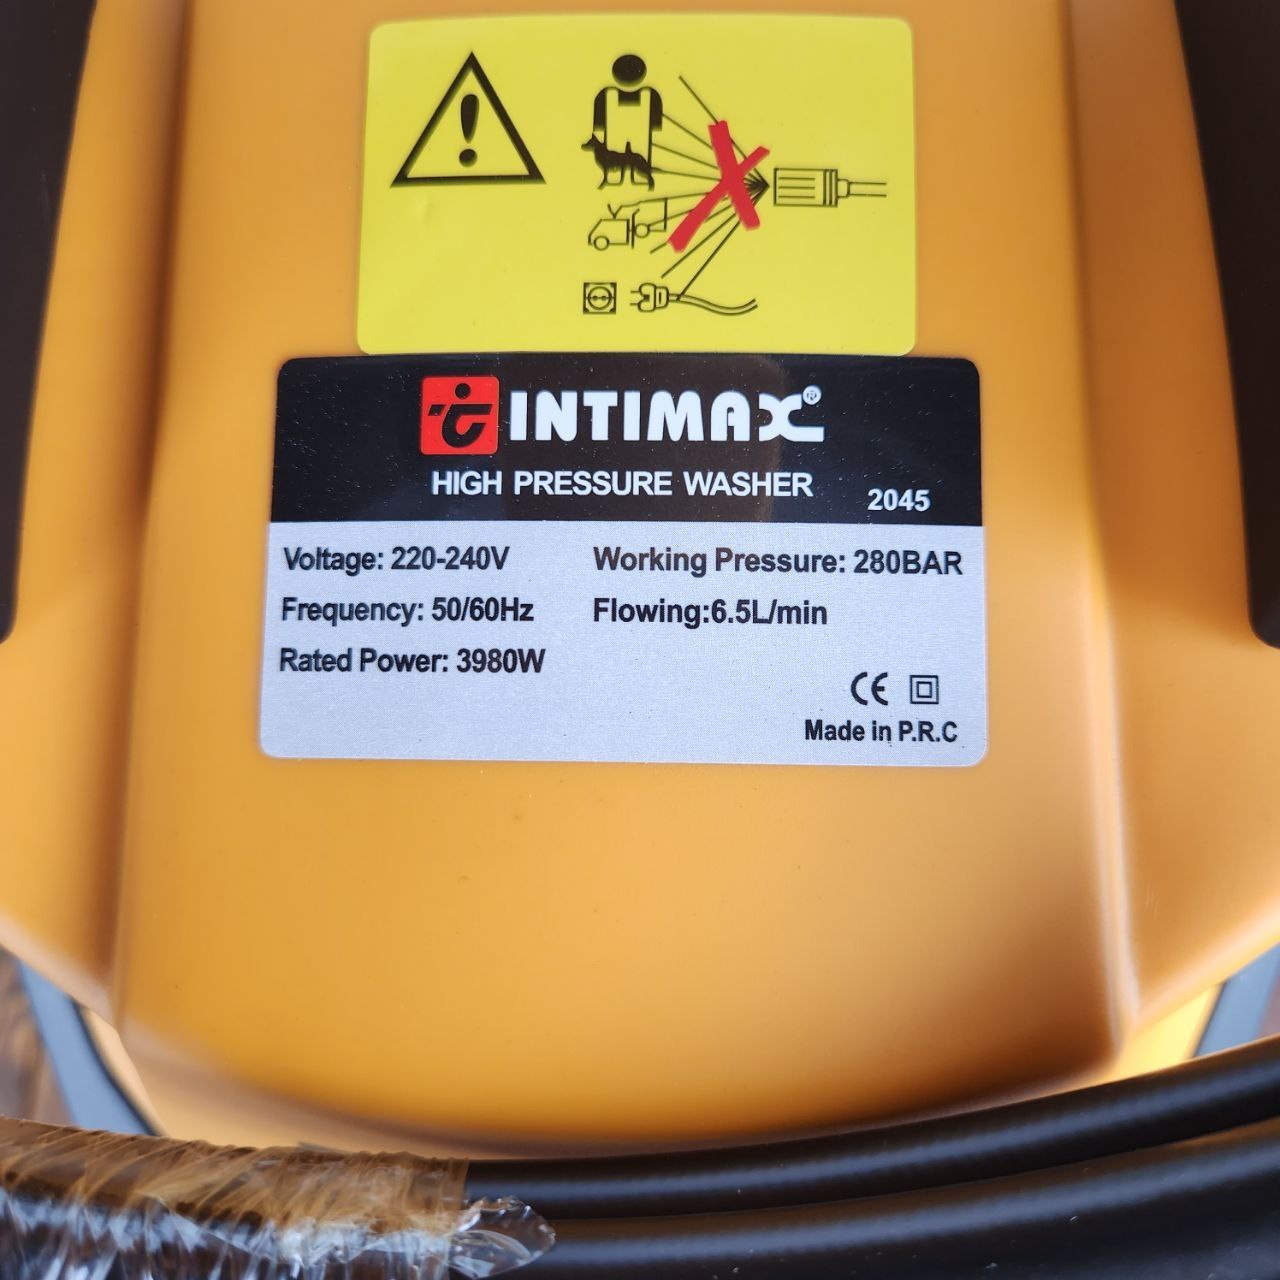 INTIMAX®
HIGH PRESSURE WASHER
2045
Voltage: 220-240V
Working Pressure: 280BAR
Frequency: 50/60Hz
Flowing:6.5L/min
Rated Power: 3980W
CE
Made in P.R.C